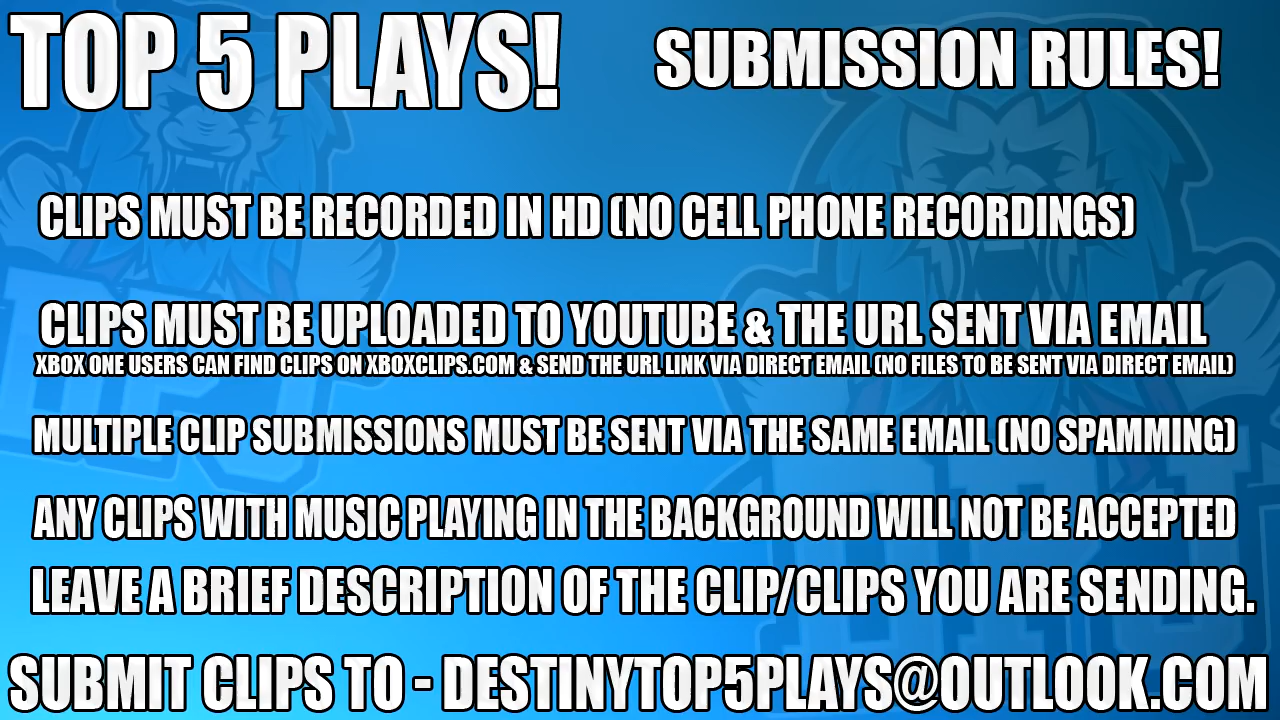 TOP 5 PLAYS!
SUBMISSION RULES!
CLIPS MUST BE RECORDED IN HD (NO CELL PHONE RECORDINGS)
CLIPS MUST BE UPLOADED TO YOUTUBE & THE URL SENT VIA EMAIL
XBOX ONE USERS CAN FIND CLIPS ON XBOXCLIPS.COM & SEND THE URL LINK VIA DIRECT EMAIL (NO FILES TO BE SENT VIA DIRECT EMAIL)
MULTIPLE CLIP SUBMISSIONS MUST BE SENT VIA THE SAME EMAIL (NO SPAMMING)
ANY CLIPS WITH MUSIC PLAYING IN THE BACKGROUND WILL NOT BE ACCEPTED
LEAVE A BRIEF DESCRIPTION OF THE CLIP/CLIPS YOU ARE SENDING.
SUBMIT CLIPS TO - DESTINYTOP5PLAYS@OUTLOOK.COM